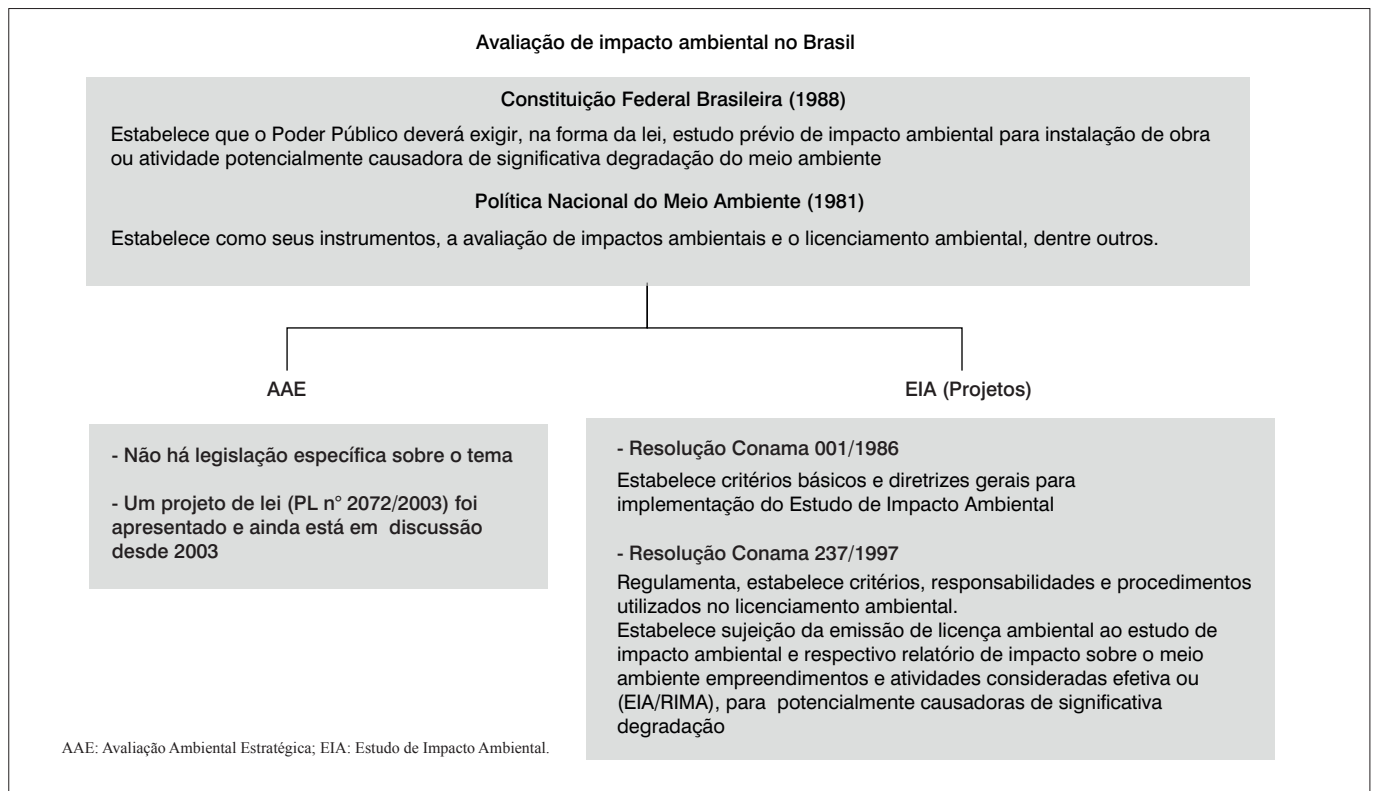 Avaliação de impacto ambiental no Brasil
Constituição Federal Brasileira (1988)
Estabelece que o Poder Público deverá exigir, na forma da lei, estudo prévio de impacto ambiental para instalação de obra
ou atividade potencialmente causadora de significativa degradação do meio ambiente
Política Nacional do Meio Ambiente (1981)
Estabelece como seus instrumentos, a avaliação de impactos ambientais e o licenciamento ambiental, dentre outros.
AAE
- Não há legislação específica sobre o tema
- Um projeto de lei (PL n° 2072/2003) foi
apresentado e ainda está em discussão
desde 2003
EIA (Projetos)
- Resolução Conama 001/1986
Estabelece critérios básicos e diretrizes gerais para
implementação do Estudo de Impacto Ambiental
- Resolução Conama 237/1997
Regulamenta, estabelece critérios, responsabilidades e procedimentos
utilizados no licenciamento ambiental.
Estabelece sujeição da emissão de licença ambiental ao estudo de
impacto ambiental e respectivo relatório de impacto sobre o meio
ambiente empreendimentos e atividades consideradas efetiva ou
(EIA/RIMA), para potencialmente causadoras de significativa
degradação
AAE: Avaliação Ambiental Estratégica; EIA: Estudo de Impacto Ambiental.